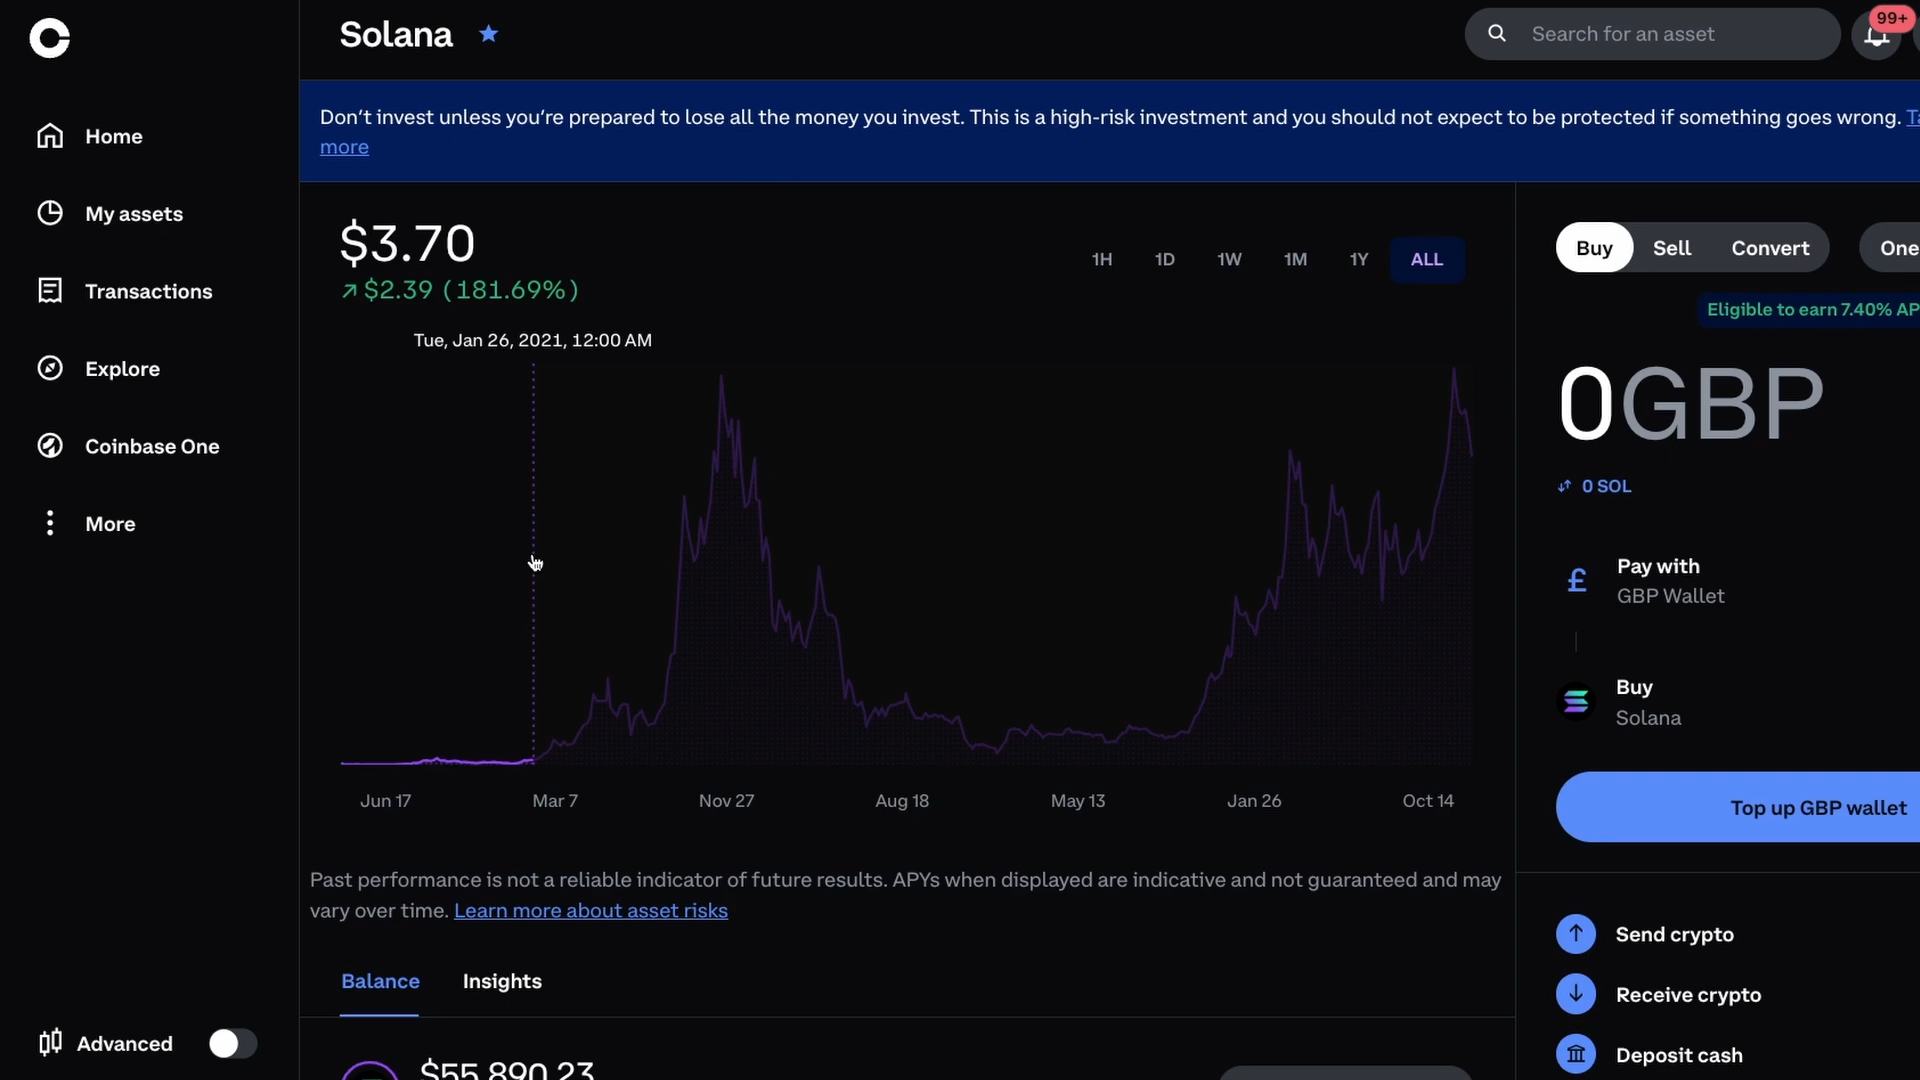 Solana
Search for an asset
99+
Home
My assets
Transactions
Explore
Coinbase One
More
Advanced
Don't invest unless you're prepared to lose all the money you invest. This is a high-risk investment and you should not expect to be protected if something goes wrong.
more
$3.70
↗ $2.39 (181.69%)
1H 1D 1W 1M 1Y ALL
Tue, Jan 26, 2021, 12:00 AM
Jun 17 Mar 7 Nov 27 Aug 18 May 13 Jan 26 Oct 14
Past performance is not a reliable indicator of future results. APYs when displayed are indicative and not guaranteed and may
vary over time. Learn more about asset risks
Balance Insights
$55,890.23
Buy Sell Convert One
Eligible to earn 7.40% AP
0GBP
0 SOL
£
Pay with
GBP Wallet
Buy
Solana
Top up GBP wallet
Send crypto
Receive crypto
Deposit cash